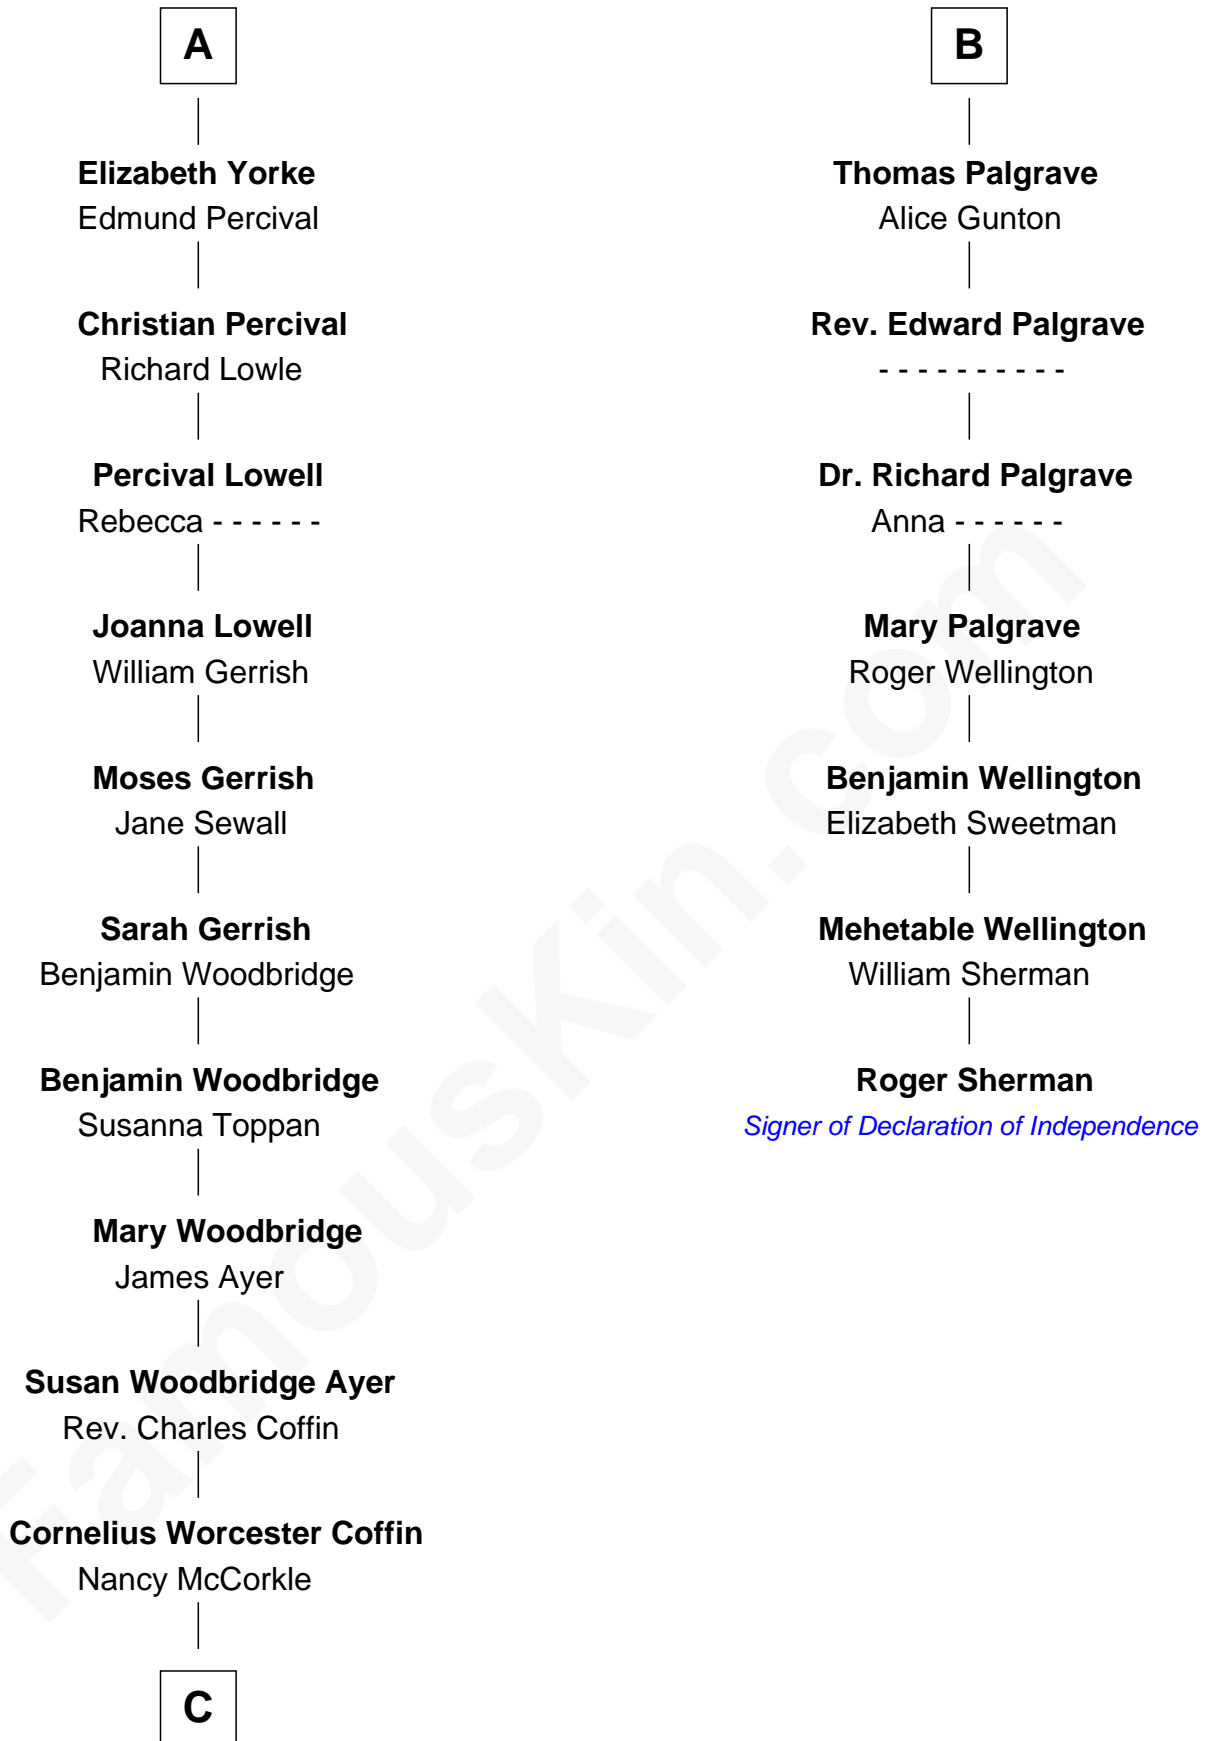 A
Elizabeth Yorke
Edmund Percival
Christian Percival
Richard Lowle
Percival Lowell
Rebecca - - - - - -
Joanna Lowell
William Gerrish
Moses Gerrish
Jane Sewall
Sarah Gerrish
Benjamin Woodbridge
Benjamin Woodbridge
Susanna Toppan
Mary Woodbridge
James Ayer
Susan Woodbridge Ayer
Rev. Charles Coffin
Cornelius Worcester Coffin
Nancy McCorkle
C
B
Thomas Palgrave
Alice Gunton
Rev. Edward Palgrave
- - - - - - - - - -
Dr. Richard Palgrave
Anna - - - - - -
Mary Palgrave
Roger Wellington
Benjamin Wellington
Elizabeth Sweetman
Mehetable Wellington
William Sherman
Roger Sherman
Signer of Declaration of Independence
FamousKin.com